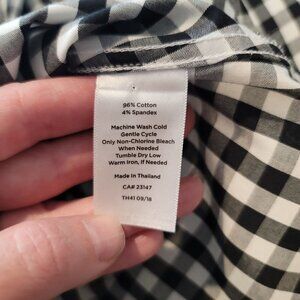 96% Cotton
4% Spandex
Machine Wash Cold
Gentle Cycle
Only Non-Chlorine Bleach
When Needed
Tumble Dry Low
Warm Iron, If Needed
Made In Thailand
CA# 23147
TH41 09/18